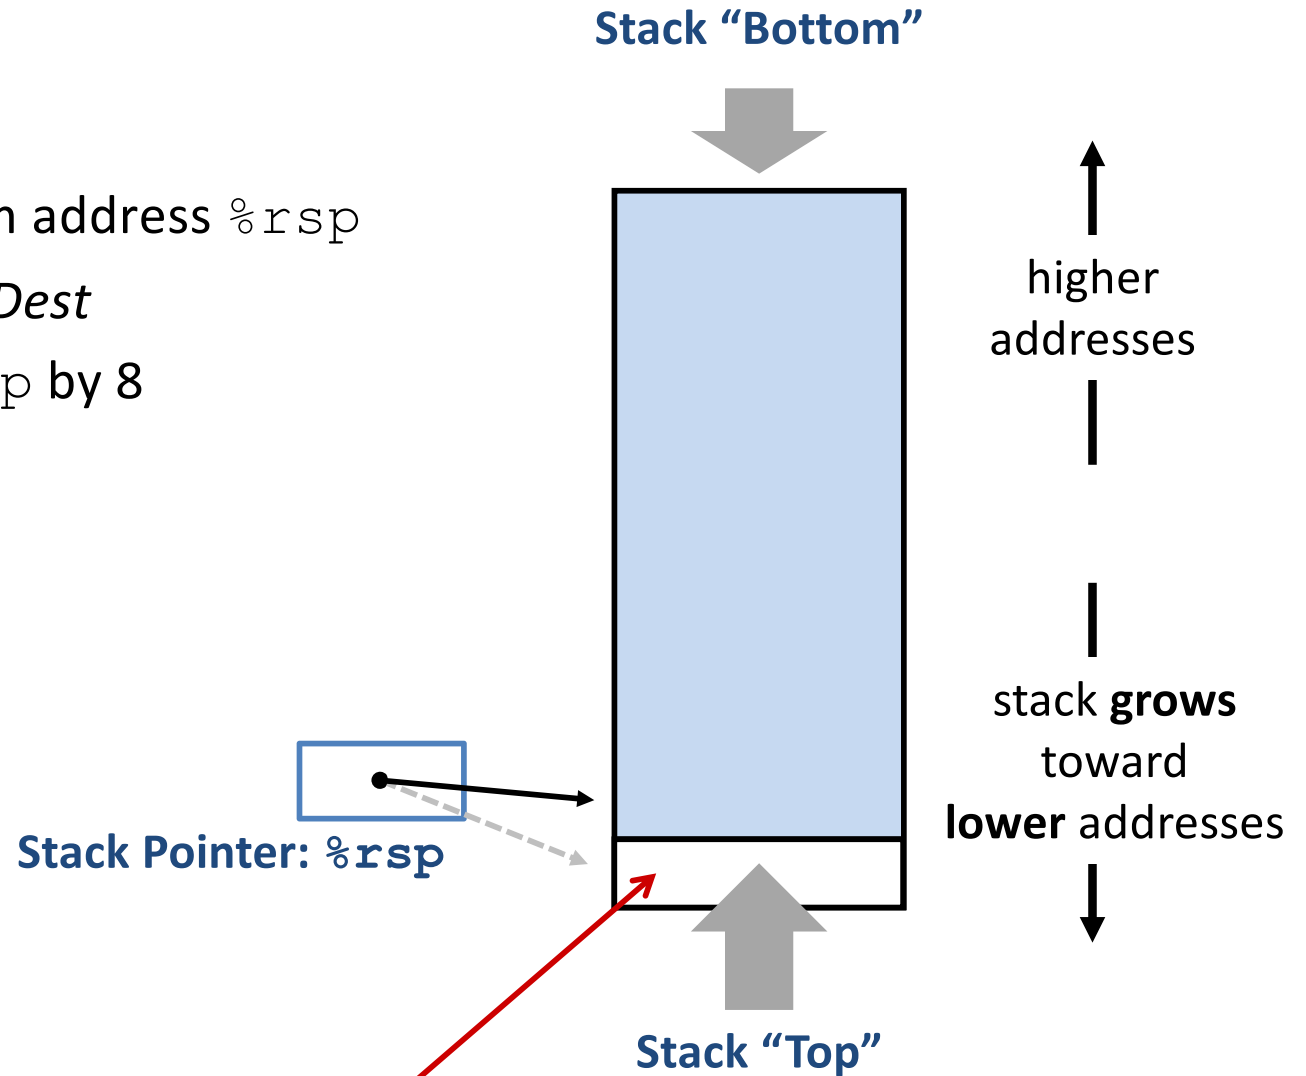 Stack “Bottom”
address %rsp
Dest
by 8
higher
addresses
stack grows
toward
lower addresses
Stack Pointer: %rsp
Stack “Top”